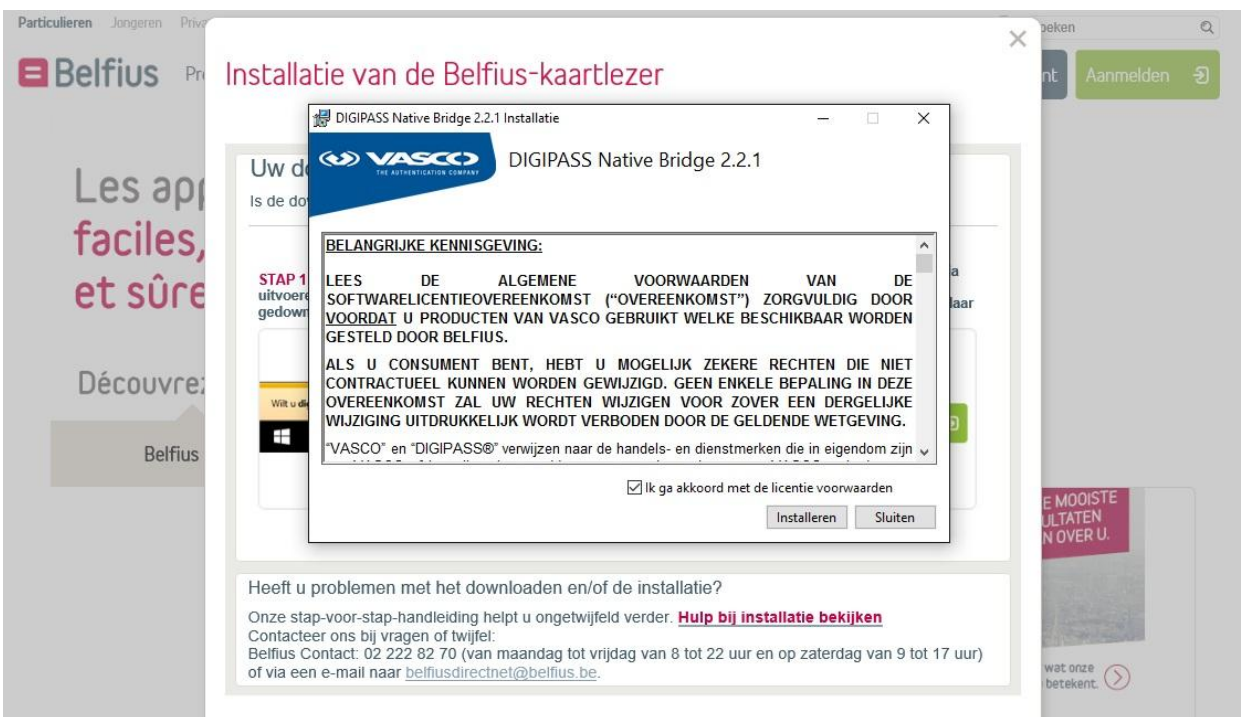 Particulieren Jongeren
Belfius
Aanmelden
Installatie van de Belfius-kaartlezer
DIGIPASS Native Bridge 2.2.1 Installatie
VASCO
THE AUTHENTICATION COMPANY
DIGIPASS Native Bridge 2.2.1
Les
faciles,
et
Belfius
Uw
Is de
STAP 1
BELANGRIJKE KENNISGEVING:
LEES DE ALGEMENE VOORWAARDEN VAN DE
SOFTWARELICENTIEOVEREENKOMST (“OVEREENKOMST”) ZORGVULDIG DOOR
VOORDAT U PRODUCTEN VAN VASCO GEBRUIKT WELKE BESCHIKBAAR WORDEN
GESTELD DOOR BELFIUS.
ALS U CONSUMENT BENT, HEBT U MOGELIJK ZEKERE RECHTEN DIE NIET
CONTRACTUEEL KUNNEN WORDEN GEWIJZIGD. GEEN ENKELE BEPALING IN DEZE
OVEREENKOMST ZAL UW RECHTEN WIJZIGEN VOOR ZOVER EEN DERGELIJKE
WIJZIGING UITDRUKKELIJK WORDT VERBODEN DOOR DE GELDENDE WETGEVING.
“VASCO” en “DIGIPASS®” verwijzen naar de handels- en dienstmerken die in eigendom zijn
Ik ga akkoord met de licentie voorwaarden
Installeren Sluiten
Wilt u
MOOISTE
N OVER U.
wat onze
betekent.
Heeft u problemen met het downloaden en/of de installatie?
Onze stap-voor-stap-handleiding helpt u ongetwijfeld verder. Hulp bij installatie bekijken
Contacteer ons bij vragen of twijfel:
Belfius Contact: 02 222 82 70 (van maandag tot vrijdag van 8 tot 22 uur en op zaterdag van 9 tot 17 uur)
of via een e-mail naar belfiusdirectnet@belfius.be.